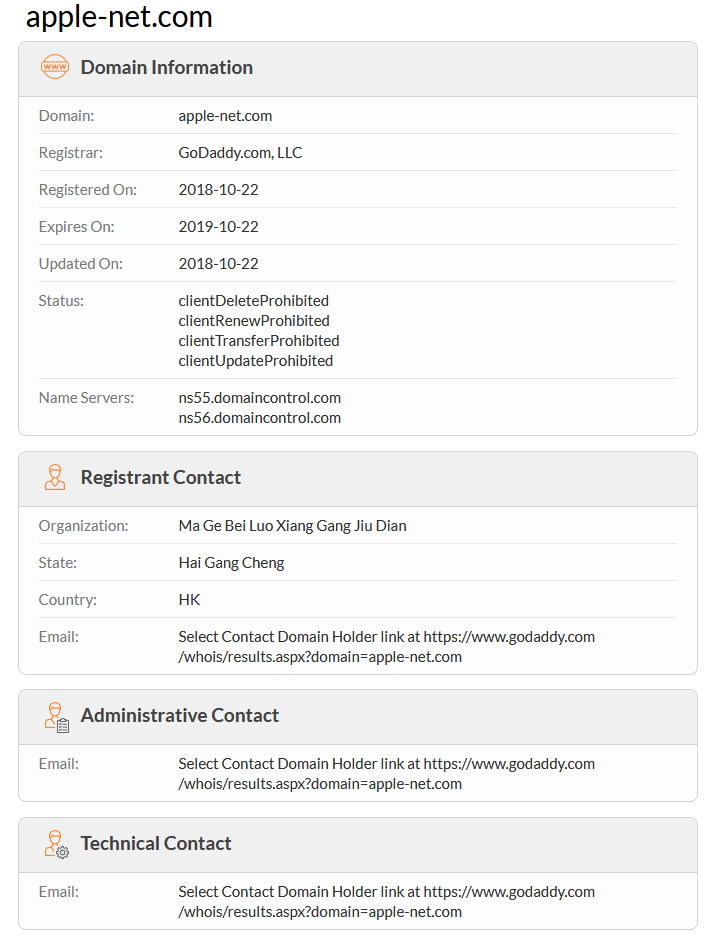 apple-net.com
www
Domain Information
Domain: apple-net.com
Registrar: GoDaddy.com, LLC
Registered On: 2018-10-22
Expires On: 2019-10-22
Updated On: 2018-10-22
Status: clientDeleteProhibited
clientRenewProhibited
clientTransferProhibited
clientUpdateProhibited
Name Servers: ns55.domaincontrol.com
ns56.domaincontrol.com
Registrant Contact
Organization: Ma Ge Bei Luo Xiang Gang Jiu Dian
State: Hai Gang Cheng
Country: HK
Email: Select Contact Domain Holder link at https://www.godaddy.com
/whois/results.aspx?domain=apple-net.com
Administrative Contact
Email: Select Contact Domain Holder link at https://www.godaddy.com
/whois/results.aspx?domain=apple-net.com
Technical Contact
Email: Select Contact Domain Holder link at https://www.godaddy.com
/whois/results.aspx?domain=apple-net.com